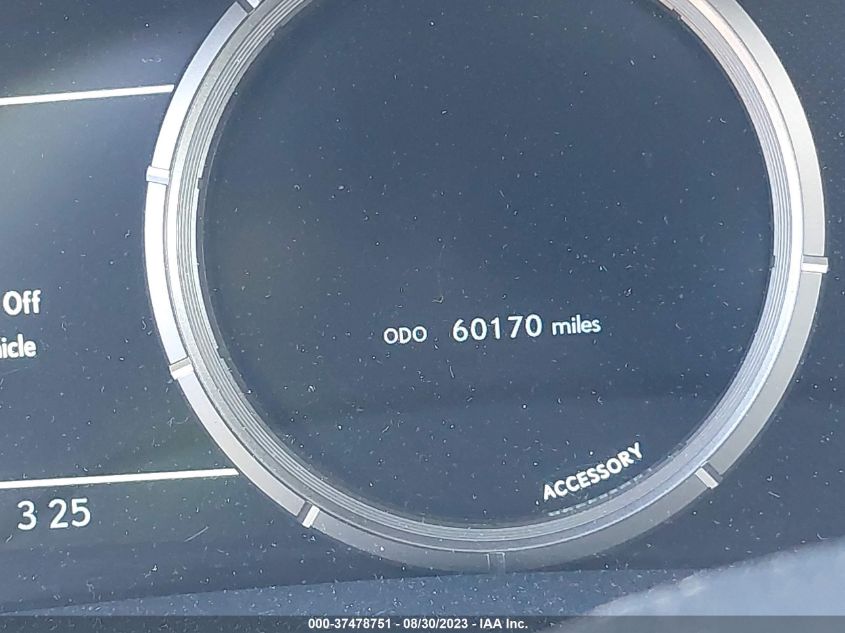 Off
icle
ODO 60170 miles
ACCESSORY
3 25
000-37478751 - 08/30/2023 - IAA Inc.